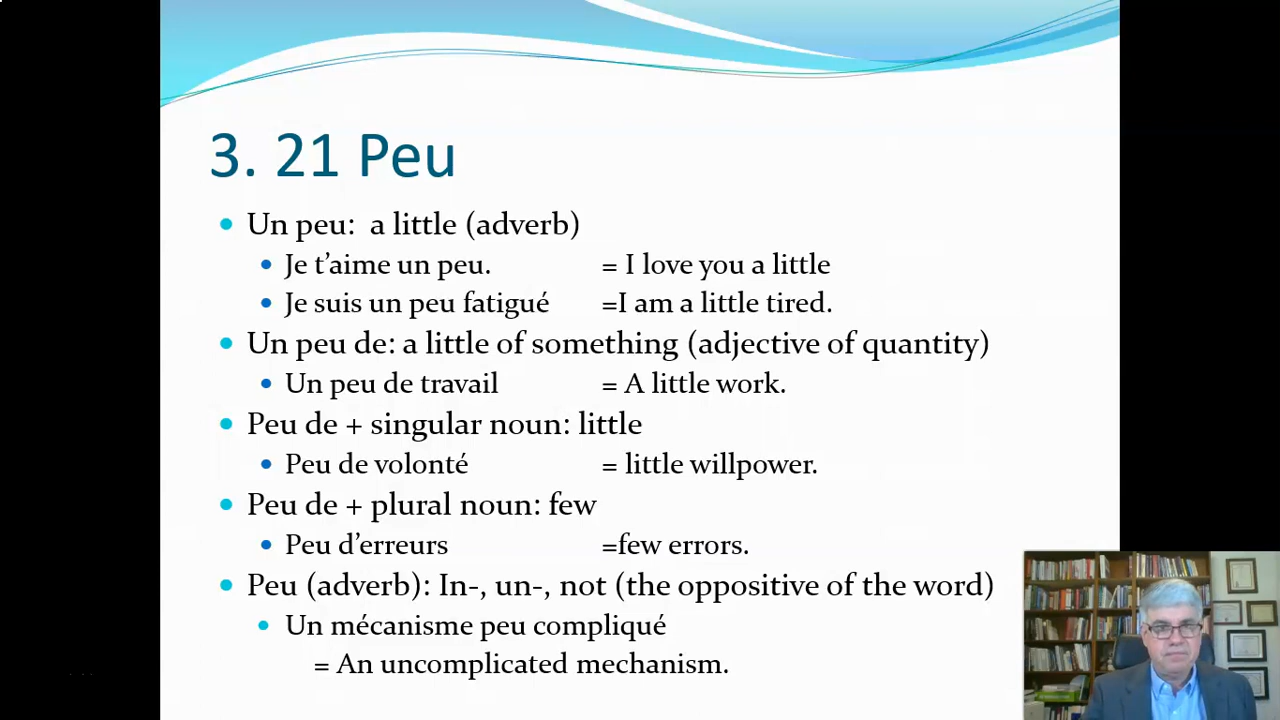 3. 21 Peu
Un peu: a little (adverb)
Je t’aime un peu. = I love you a little
Je suis un peu fatigué =I am a little tired.
Un peu de: a little of something (adjective of quantity)
Un peu de travail = A little work.
Peu de + singular noun: little
Peu de volonté = little willpower.
Peu de + plural noun: few
Peu d’erreurs =few errors.
Peu (adverb): In-, un-, not (the oppositive of the word)
Un mécanisme peu compliqué
= An uncomplicated mechanism.